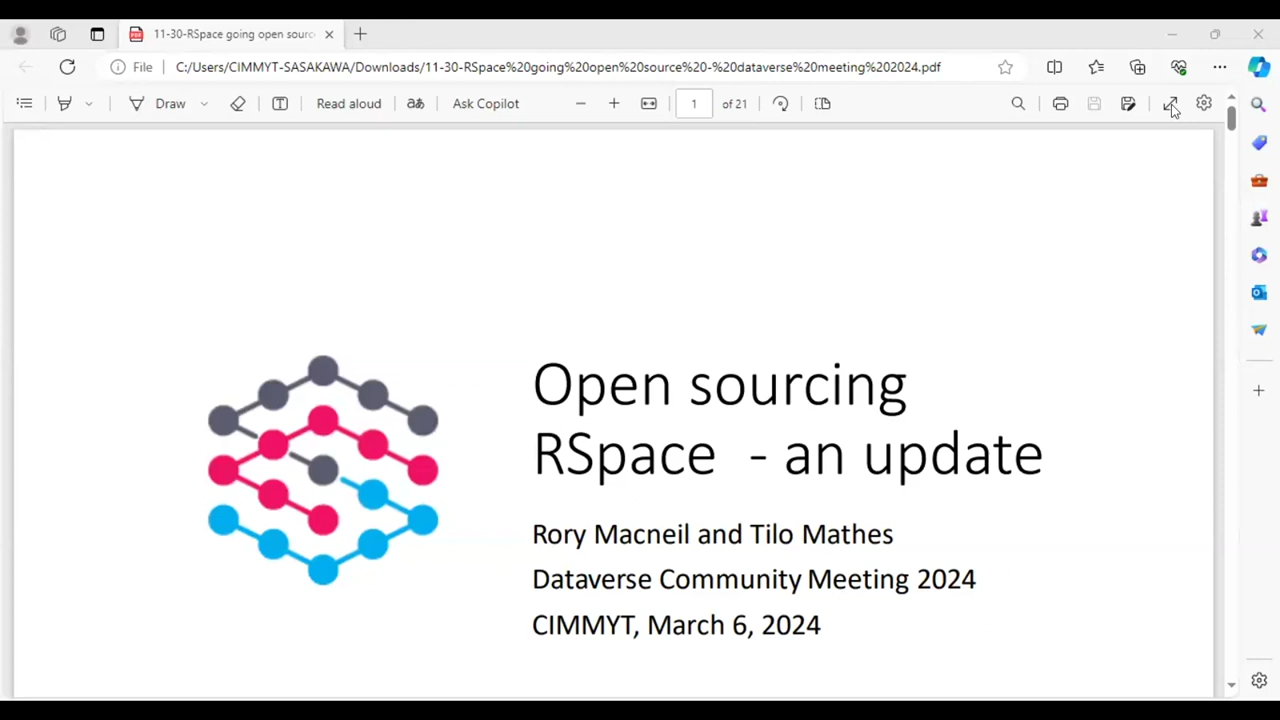 11-30-RSpace going open sourc
File
C:/Users/CIMMYT-SASAKAWA/Downloads/11-30-RSpace%20going%20open%20source%20-%20dataverse%20meeting%202024.pdf
Draw
Read aloud
aあ
Ask Copilot
1 of 21
Open sourcing
RSpace - an update
Rory Macneil and Tilo Mathes
Dataverse Community Meeting 2024
CIMMYT, March 6, 2024